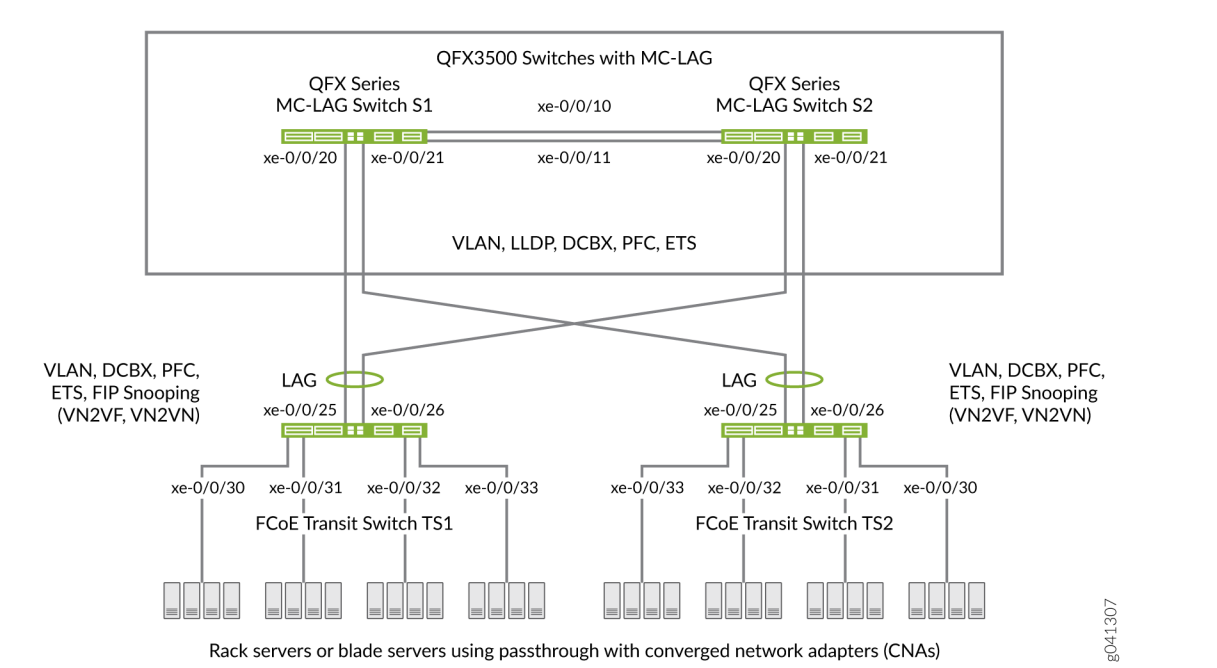 QFX3500 Switches with MC-LAG
QFX Series
MC-LAG Switch S1
QFX Series
MC-LAG Switch S2
xe-0/0/10
xe-0/0/20
xe-0/0/21
xe-0/0/11
xe-0/0/20
xe-0/0/21
VLAN, LLDP, DCBX, PFC, ETS
VLAN, DCBX, PFC,
ETS, FIP Snooping
(VN2VF, VN2VN)
LAG
xe-0/0/25
xe-0/0/26
LAG
xe-0/0/25
xe-0/0/26
VLAN, DCBX, PFC,
ETS, FIP Snooping
(VN2VF, VN2VN)
xe-0/0/30
xe-0/0/31
xe-0/0/32
xe-0/0/33
xe-0/0/33
xe-0/0/32
xe-0/0/31
xe-0/0/30
FCoE Transit Switch TS1
FCoE Transit Switch TS2
Rack servers or blade servers using passthrough with converged network adapters (CNAs)
g041307